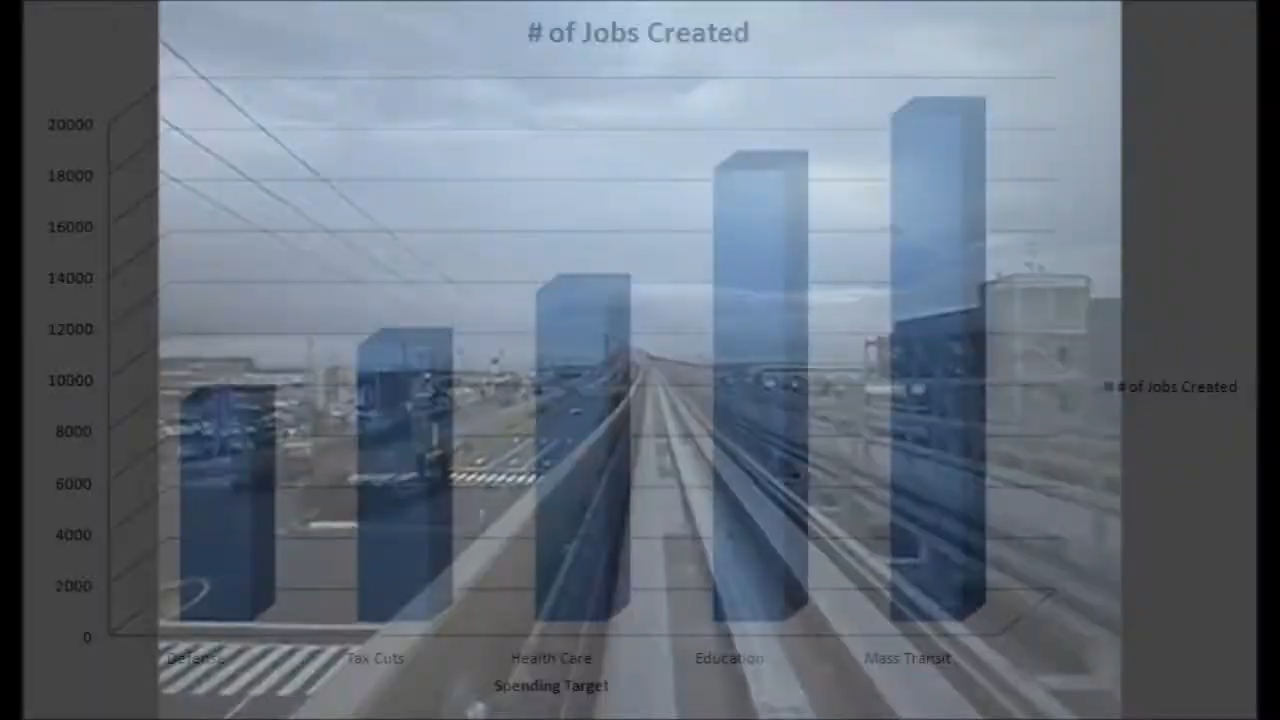 # of Jobs Created
20000
18000
16000
14000
12000
10000
8000
6000
4000
2000
0
# of Jobs Created
Defense
Tax Cuts
Health Care
Education
Mass Transit
Spending Target